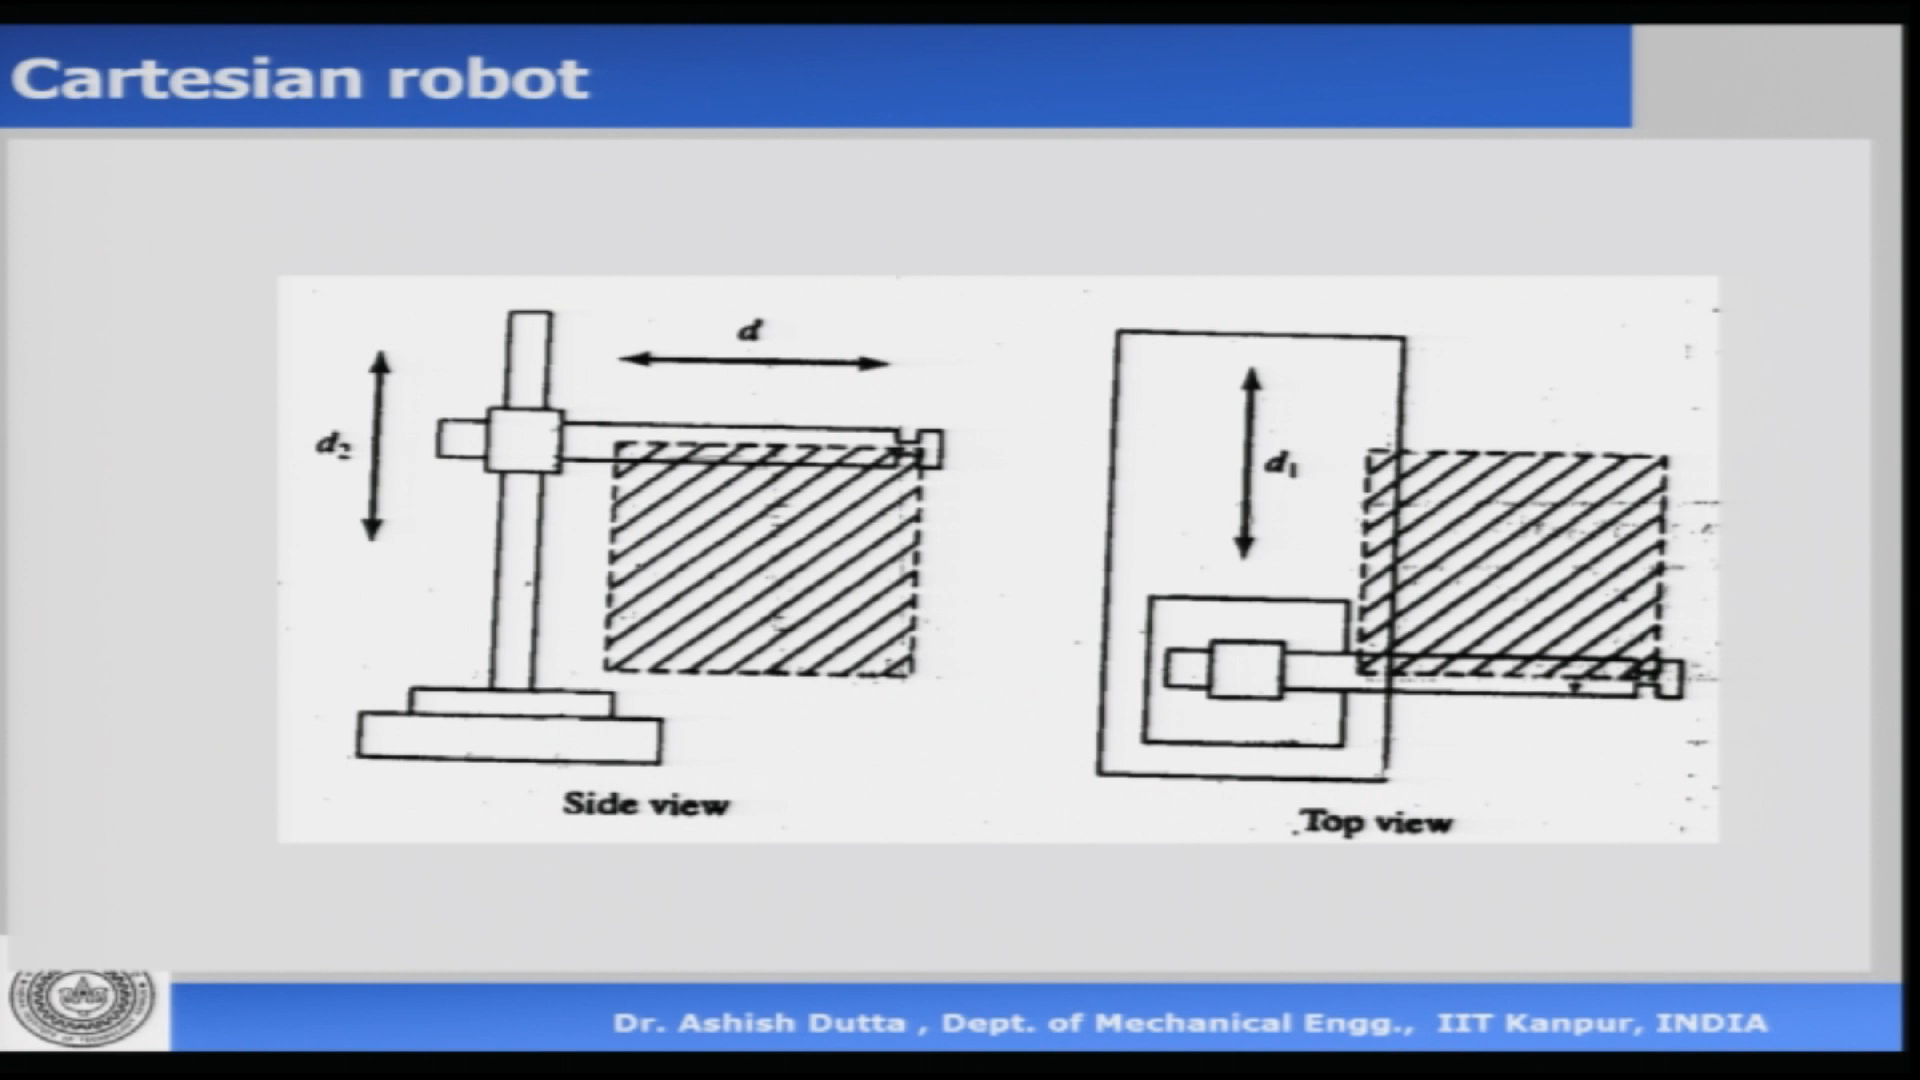 Cartesian robot
d
d₂
d₁
Side view
Top view
Dr. Ashish Dutta , Dept. of Mechanical Engg., IIT Kanpur, INDIA